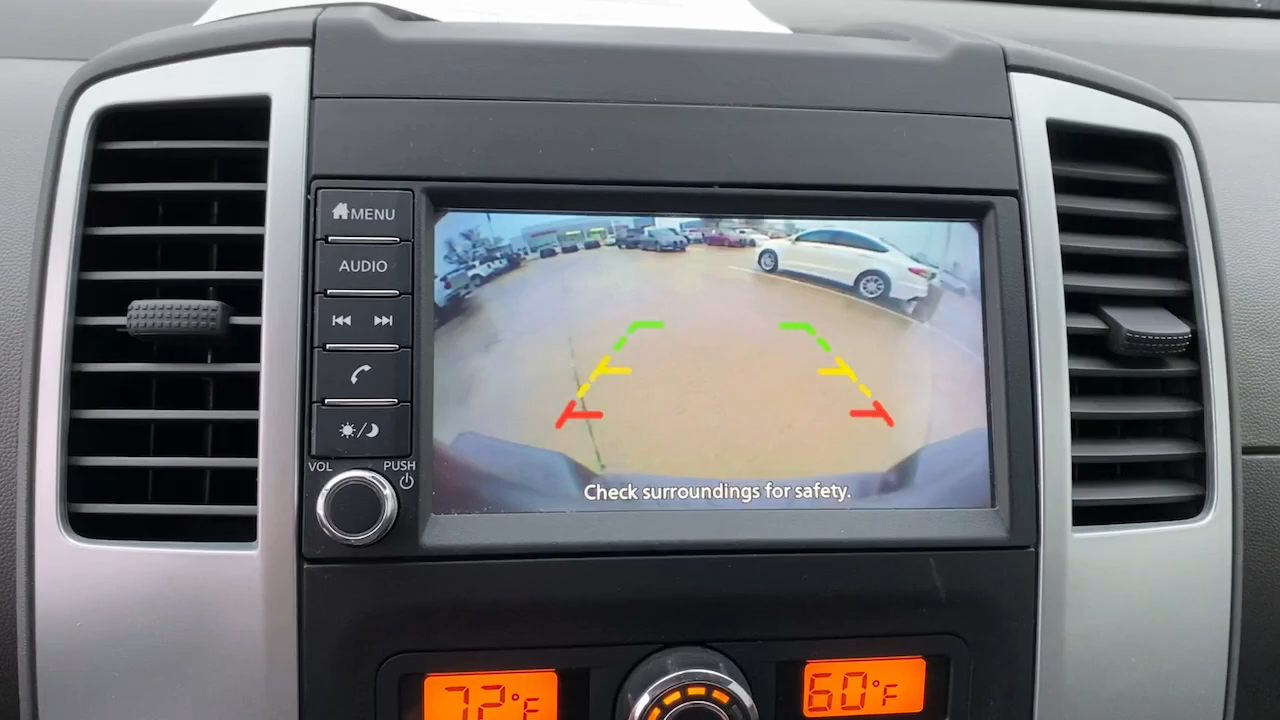 MENU
AUDIO
VOL
PUSH
Check surroundings for safety.
72°F
60°F